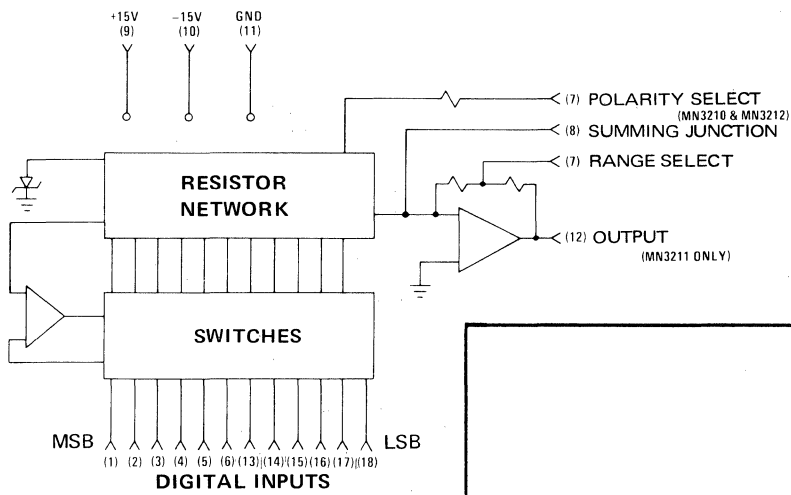 +15V -15V GND
(9) (10) (11)
(7) POLARITY SELECT
(MN3210 & MN3212)
(8) SUMMING JUNCTION
(7) RANGE SELECT
RESISTOR
NETWORK
(12) OUTPUT
(MN3211 ONLY)
SWITCHES
MSB LSB
(1) (2) (3) (4) (5) (6) (13) (14) (15) (16) (17) (18)
DIGITAL INPUTS